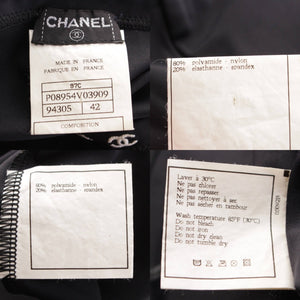 CHANEL
MADE IN FRANCE
FABRIQUE EN FRANCE
97C
P08954V03909
94305 42
COMPOSITION
80% polyamide - nylon
20% elasthanne - spandex
80% polyamide - nylon
20% elasthanne - spandex
Laver à 30°C
Ne pas chlorer
Ne pas repasser
Ne pas nettoyer à sec
Ne pas sécher en tambour
Wash temperature 85°F (30°C)
Do not bleach
Do not iron
Do not dry clean
Do not tumble dry